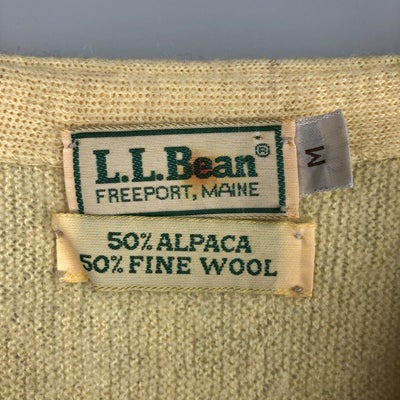 L.L.Bean®
FREEPORT, MAINE
M
50% ALPACA
50% FINE WOOL